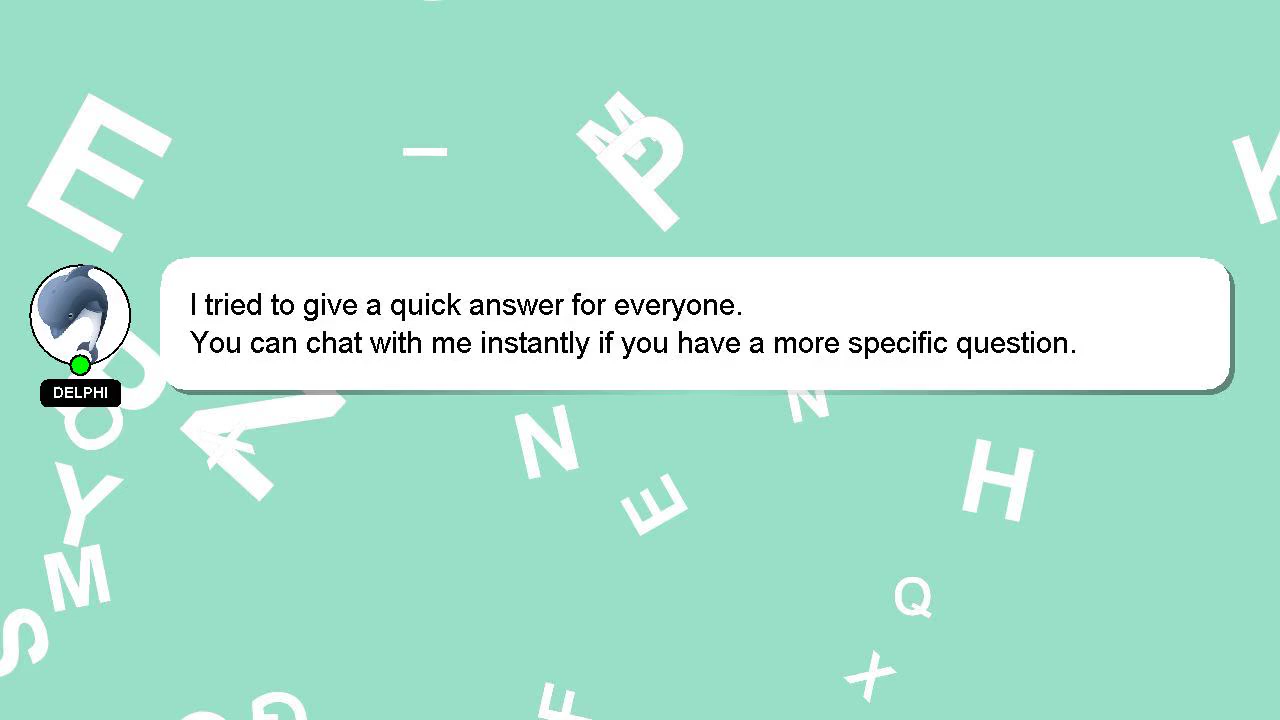 I tried to give a quick answer for everyone.
You can chat with me instantly if you have a more specific question.
DELPHI
E
M
P
K
N
N
E
H
Y
M
S
Q
X
G
F